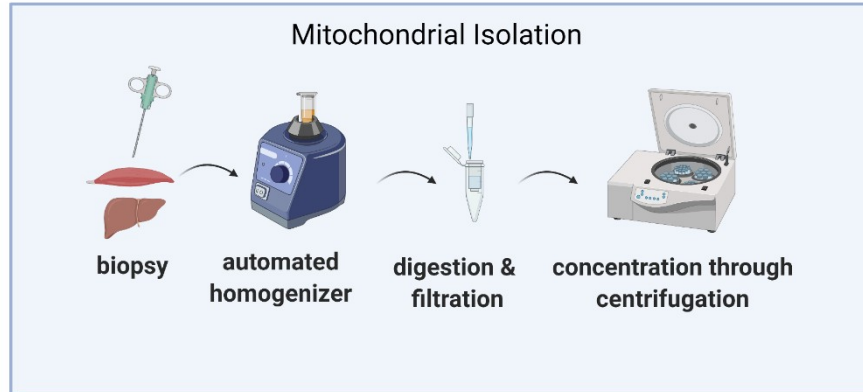 Mitochondrial Isolation
biopsy
automated
homogenizer
digestion &
filtration
concentration through
centrifugation